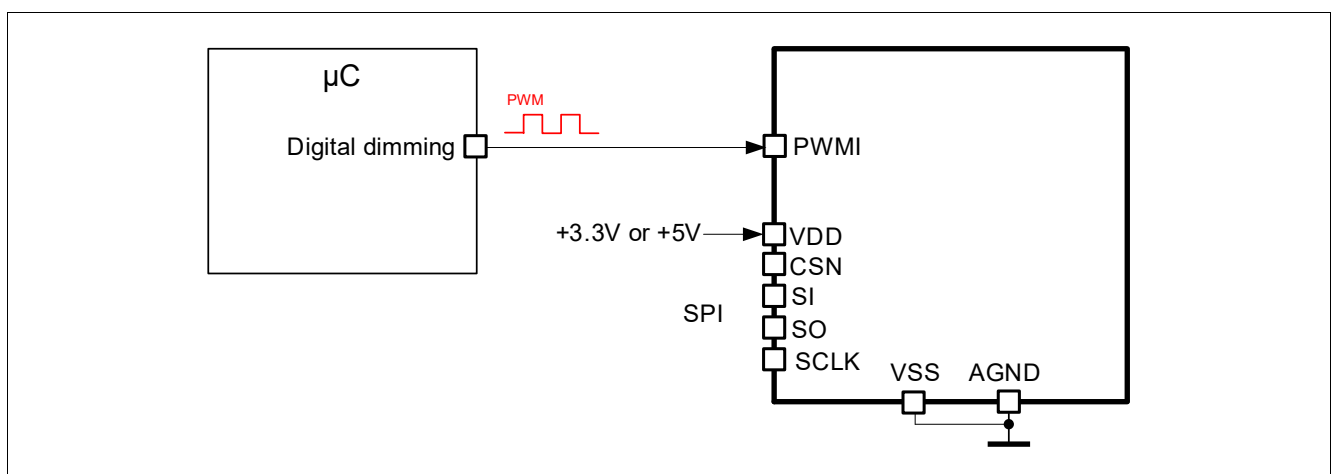 µC
PWM
Digital dimming
PWMI
+3.3V or +5V
VDD
CSN
SI
SPI
SO
SCLK
VSS AGND